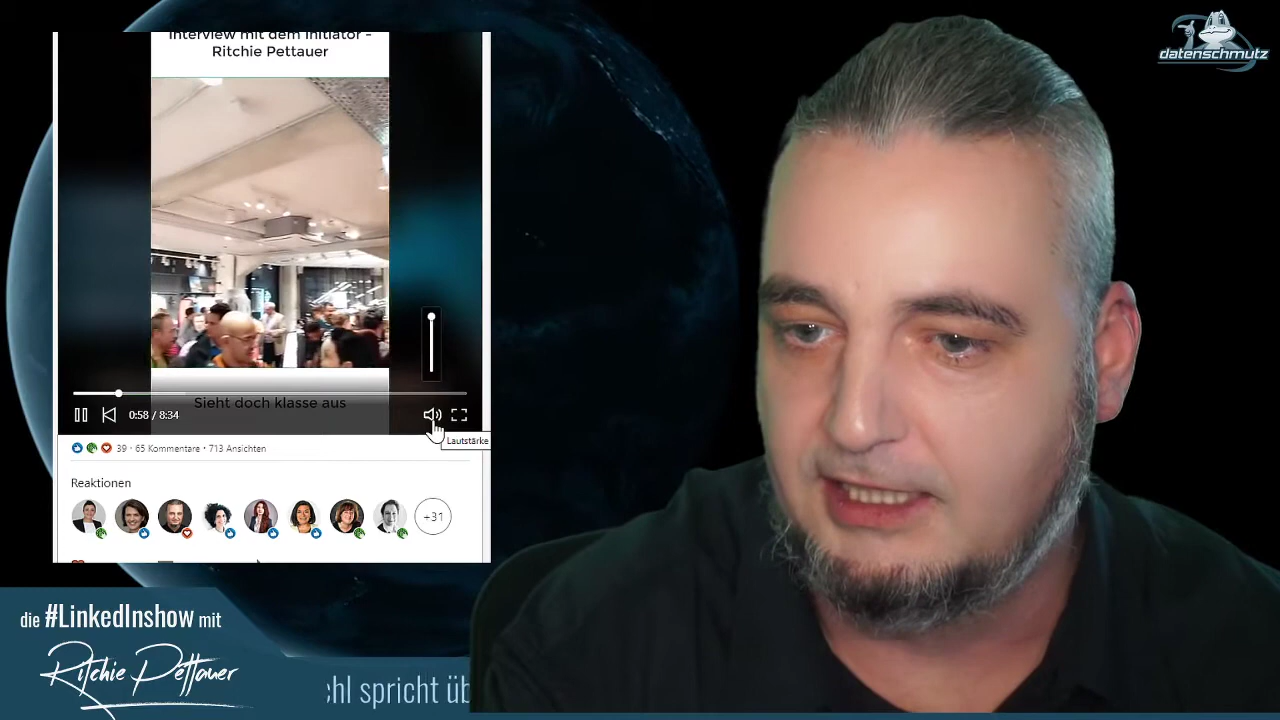 Interview mit dem Initiator -
Ritchie Pettauer
datenschmutz
Sieht doch klasse aus
0:58 / 8:34
Lautstärke
39 · 65 Kommentare • 713 Ansichten
Reaktionen
+31
die #LinkedInshow mit
Ritchie Pettauer
chl spricht üb